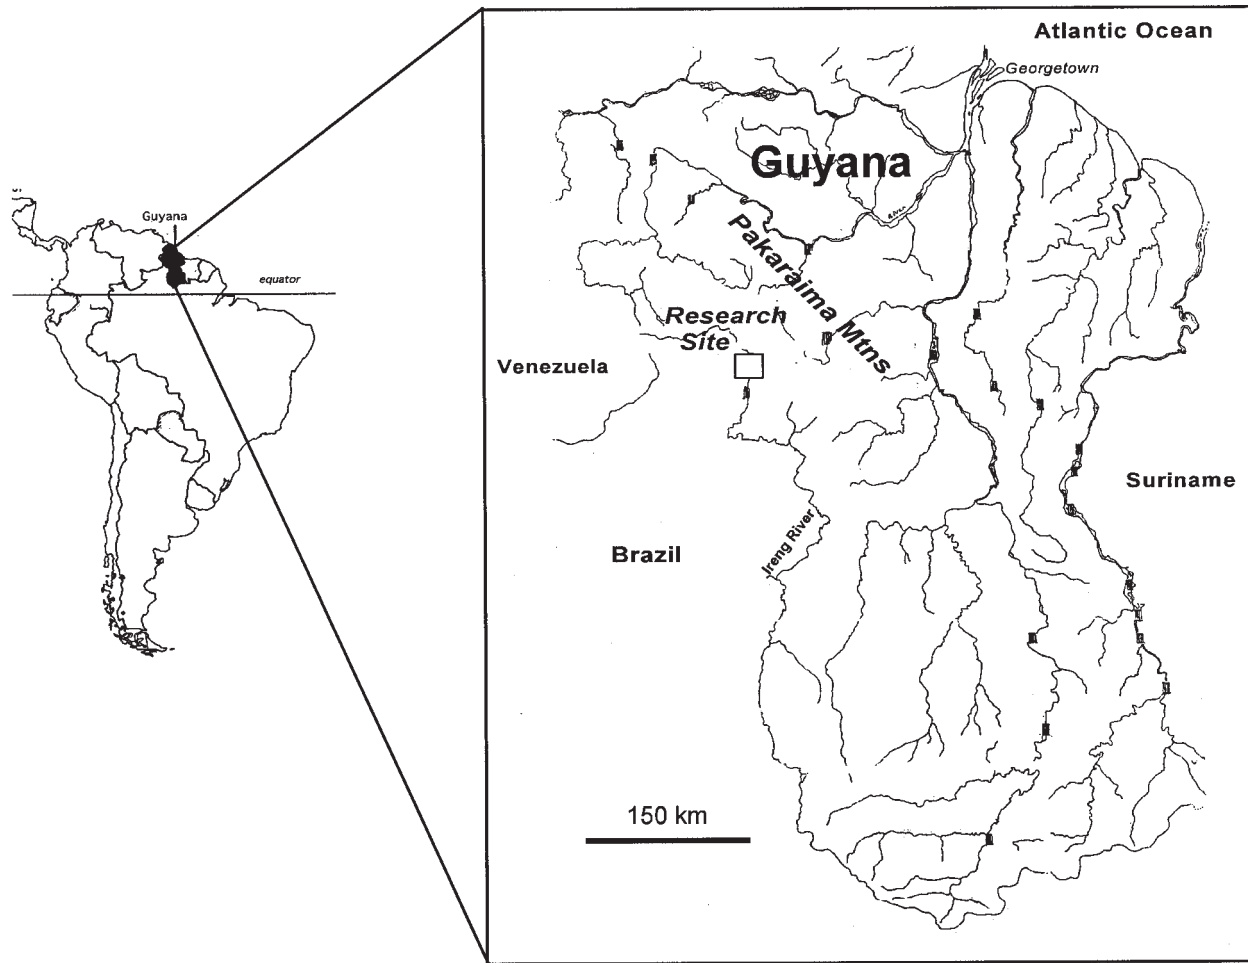 Atlantic Ocean
Georgetown
Guyana
Guyana
equator
Pakaraima Mtns
Research
Site
Venezuela
Suriname
Brazil
Ireng River
150 km